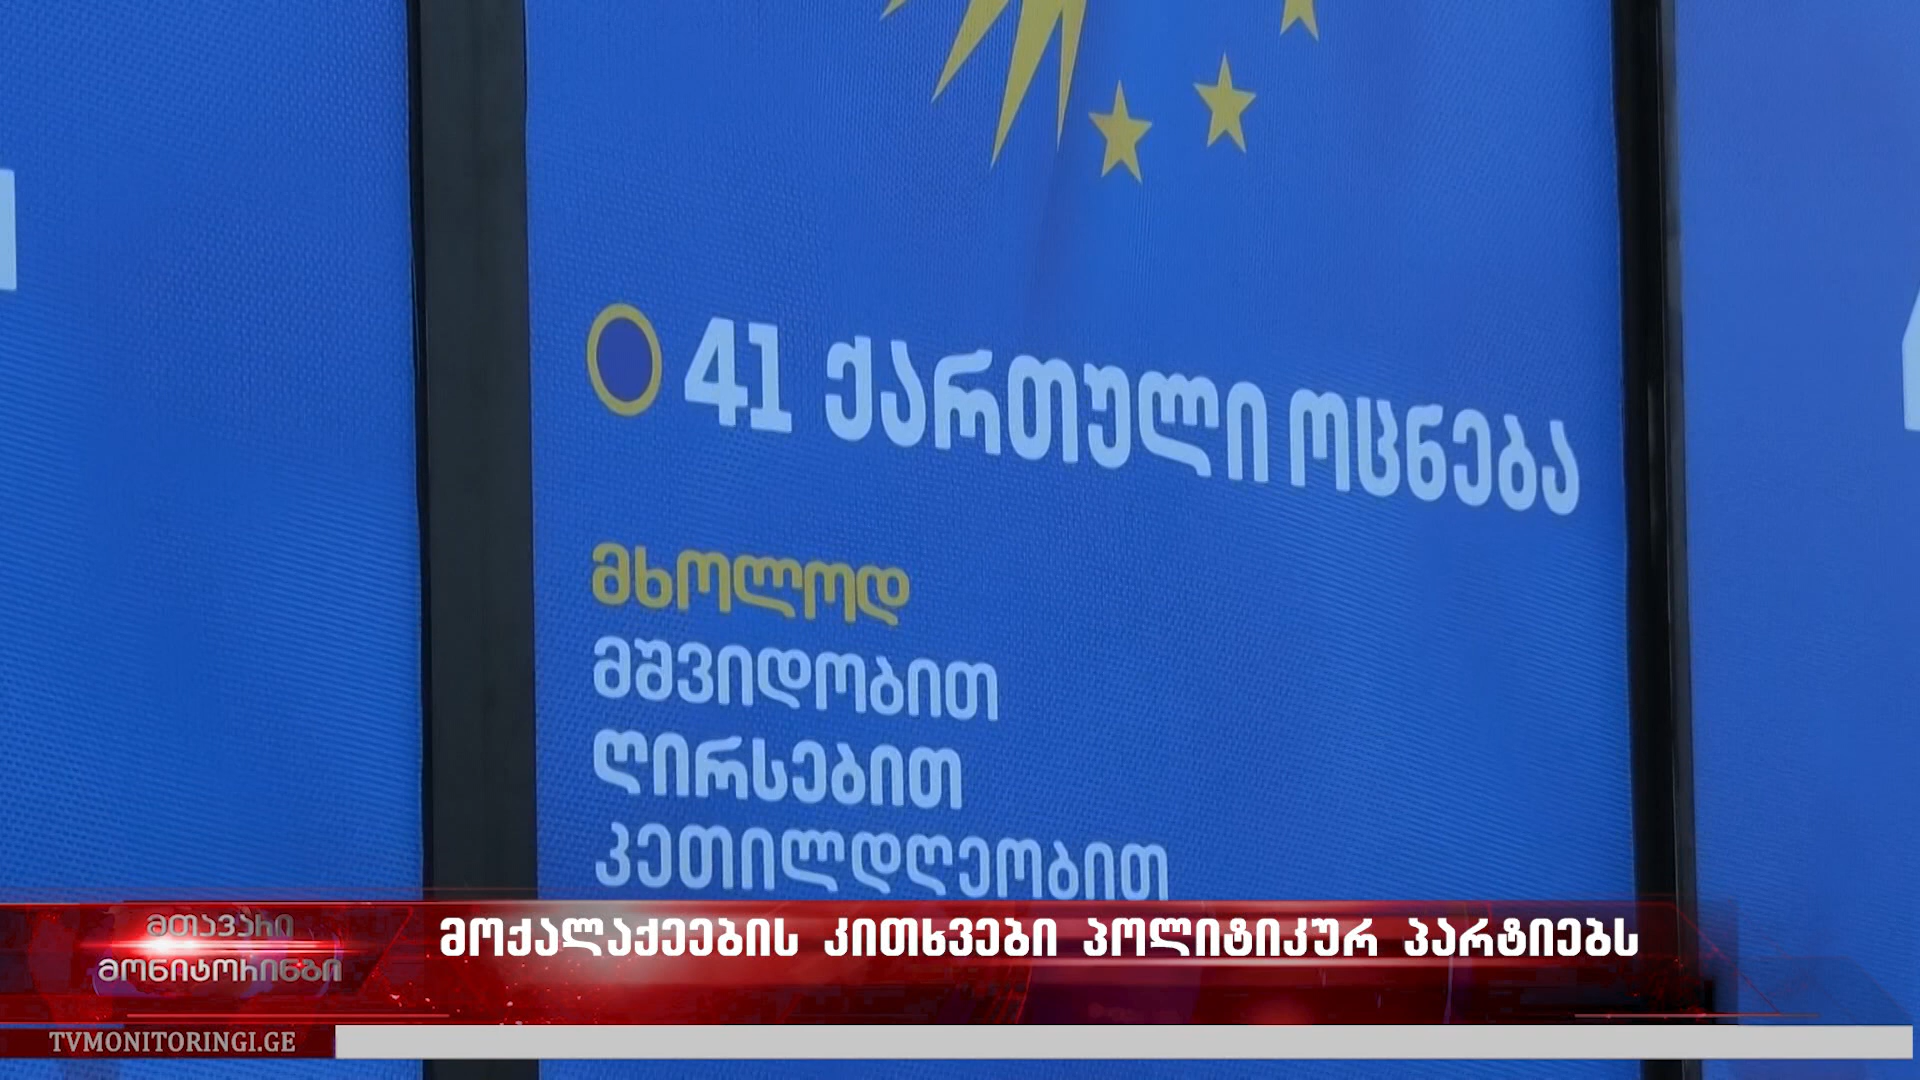 41 ქართული ოცნება
მხოლოდ
მშვიდობით
ღირსებით
კეთილდღეობით
მთავარი
მონიტორინგი
მოქალაქეების კითხვები პოლიტიკურ პარტიებს
TVMONITORINGI.GE